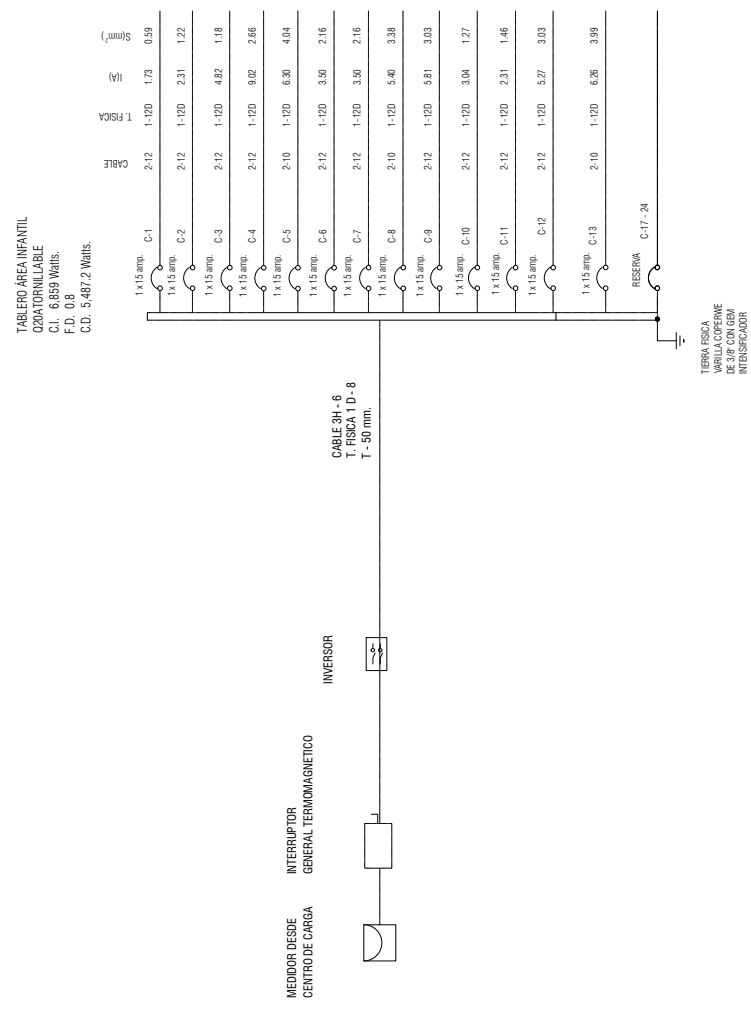 TABLERO ÁREA INFANTIL
Q20ATORNILLABLE
C.I. 6,859 Watts.
F.D. 0.8
C.D. 5,487.2 Watts.
CABLE T. FISICA I(A) S(mm²)
1 x 15 amp. C-1 2-12 1-12D 1.73 0.59
1 x 15 amp. C-2 2-12 1-12D 2.31 1.22
1 x 15 amp. C-3 2-12 1-12D 4.82 1.18
1 x 15 amp. C-4 2-12 1-12D 9.02 2.66
1 x 15 amp. C-5 2-10 1-12D 6.30 4.04
1 x 15 amp. C-6 2-12 1-12D 3.50 2.16
1 x 15 amp. C-7 2-12 1-12D 3.50 2.16
1 x 15 amp. C-8 2-10 1-12D 5.40 3.38
1 x 15 amp. C-9 2-12 1-12D 5.81 3.03
1 x 15 amp. C-10 2-12 1-12D 3.04 1.27
1 x 15 amp. C-11 2-12 1-12D 2.31 1.46
1 x 15 amp. C-12 2-12 1-12D 5.27 3.03
1 x 15 amp. C-13 2-10 1-12D 6.26 3.99
RESERVA C-17 - 24
CABLE 3H - 6
T. FISICA 1 D - 8
T - 50 mm.
INVERSOR
INTERRUPTOR
GENERAL TERMOMAGNETICO
MEDIDOR DESDE
CENTRO DE CARGA
TIERRA FISICA
VARILLA COPERWE
DE 3/8" CON GEM
INTENSIFICADOR